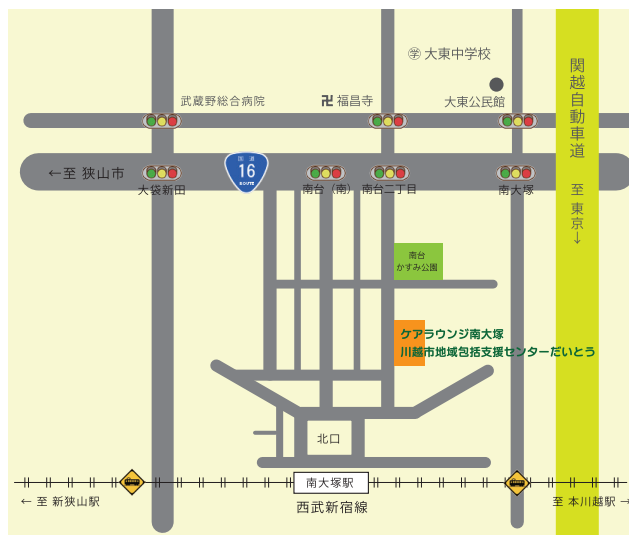 ㊫ 大東中学校
関越自動車道 至 東京→
武蔵野総合病院
卍 福昌寺
大東公民館
←至 狭山市
国道
16
ROUTE
大袋新田
南台（南）
南台二丁目
南大塚
南台
かすみ公園
ケアラウンジ南大塚
川越市地域包括支援センターだいとう
北口
南大塚駅
← 至 新狭山駅
西武新宿線
至 本川越駅 →